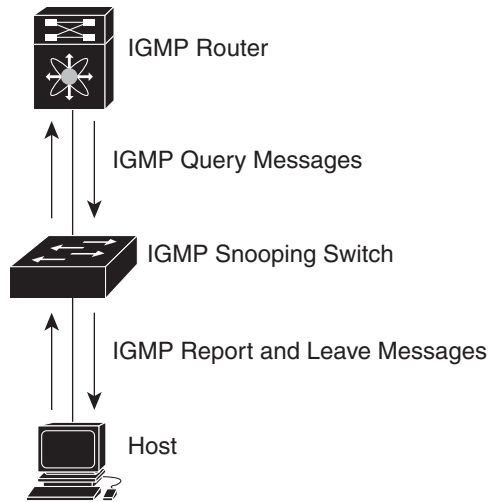 IGMP Router
IGMP Query Messages
IGMP Snooping Switch
IGMP Report and Leave Messages
Host